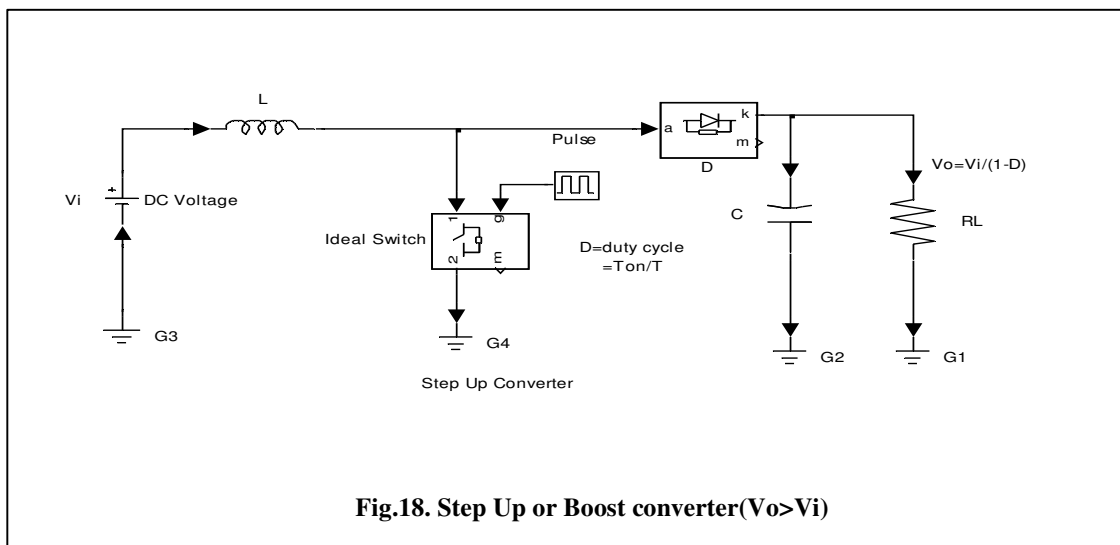 L
Vi
+
DC Voltage
G3
Pulse
Ideal Switch
1
g
2
m
G4
Step Up Converter
D=duty cycle
=Ton/T
a
k
m
D
C
G2
Vo=Vi/(1-D)
RL
G1
Fig.18. Step Up or Boost converter(Vo>Vi)